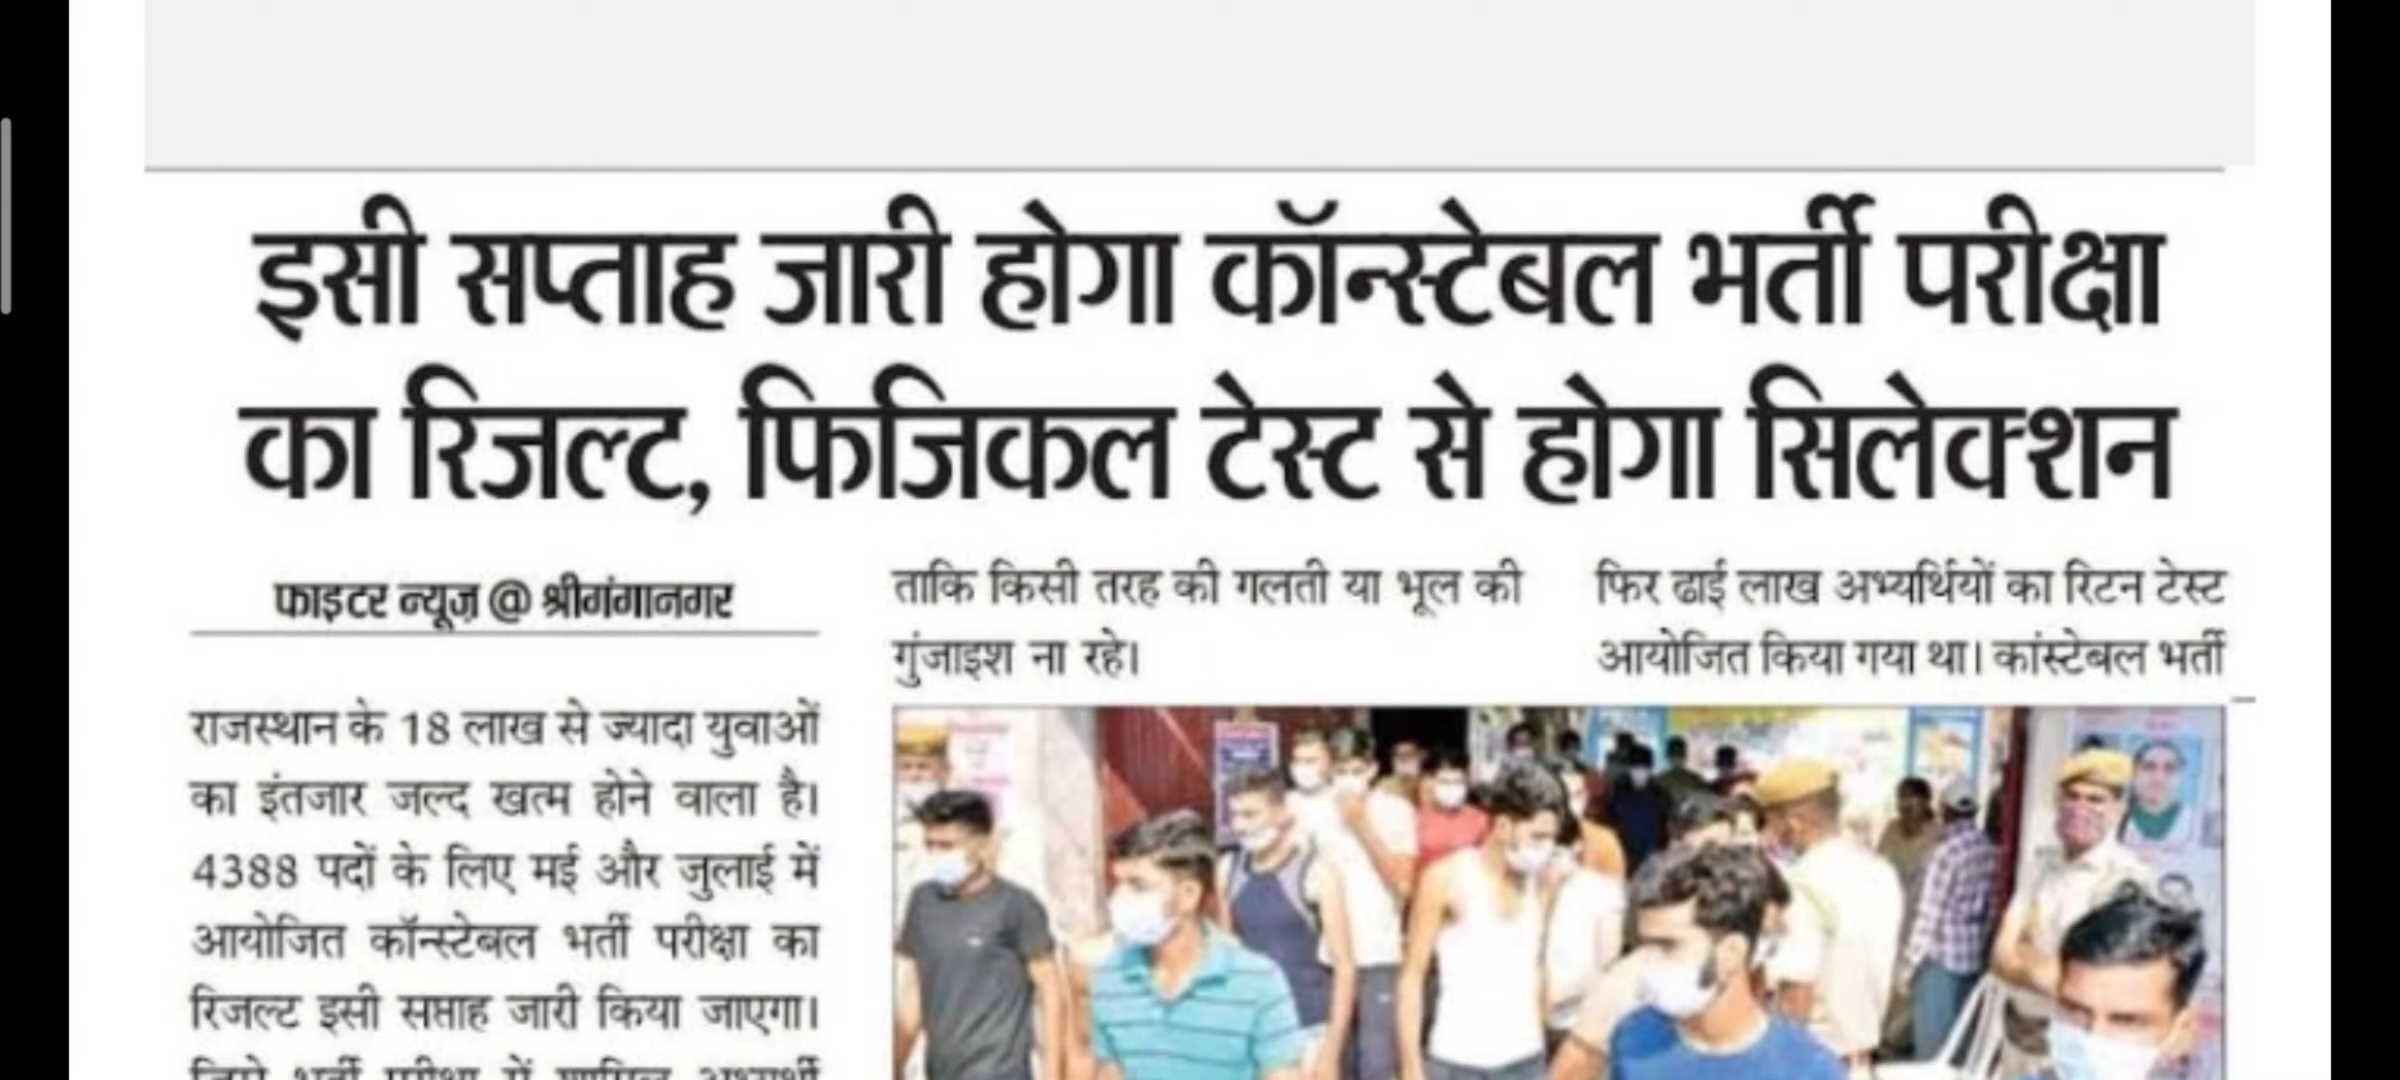 इसी सप्ताह जारी होगा कॉन्स्टेबल भर्ती परीक्षा
का रिजल्ट, फिजिकल टेस्ट से होगा सिलेक्शन
फाइटर न्यूज़ @ श्रीगंगानगर
राजस्थान के 18 लाख से ज्यादा युवाओं
का इंतजार जल्द खत्म होने वाला है।
4388 पदों के लिए मई और जुलाई में
आयोजित कॉन्स्टेबल भर्ती परीक्षा का
रिजल्ट इसी सप्ताह जारी किया जाएगा।
ताकि किसी तरह की गलती या भूल की
गुंजाइश ना रहे।
फिर ढाई लाख अभ्यर्थियों का रिटन टेस्ट
आयोजित किया गया था। कांस्टेबल भर्ती